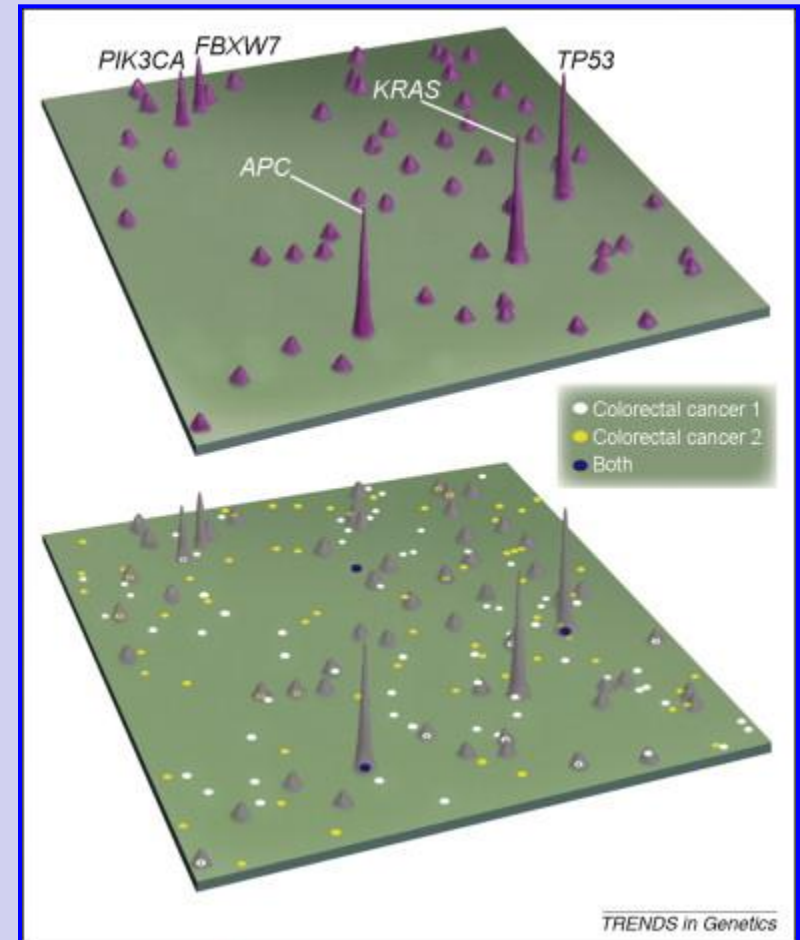 PIK3CA
FBXW7
TP53
KRAS
APC
Colorectal cancer 1
Colorectal cancer 2
Both
TRENDS in Genetics